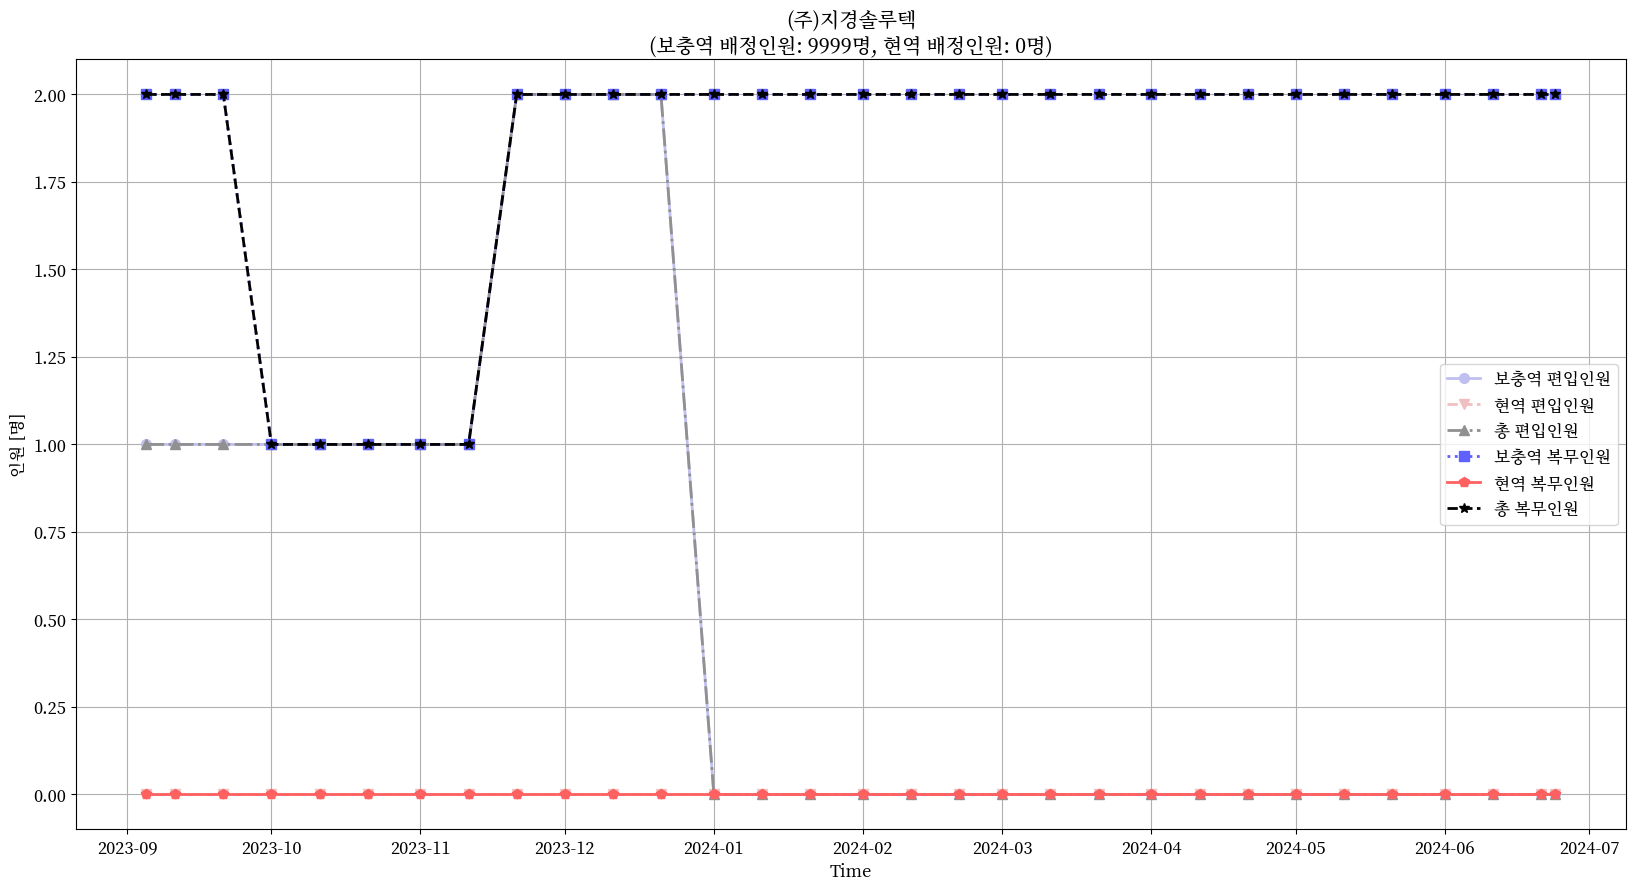 (주)지경솔루텍
(보충역 배정인원: 9999명, 현역 배정인원: 0명)
인원 [명]
2.00
1.75
1.50
1.25
1.00
0.75
0.50
0.25
0.00
보충역 편입인원
현역 편입인원
총 편입인원
보충역 복무인원
현역 복무인원
총 복무인원
2023-09 2023-10 2023-11 2023-12 2024-01 2024-02 2024-03 2024-04 2024-05 2024-06 2024-07
Time